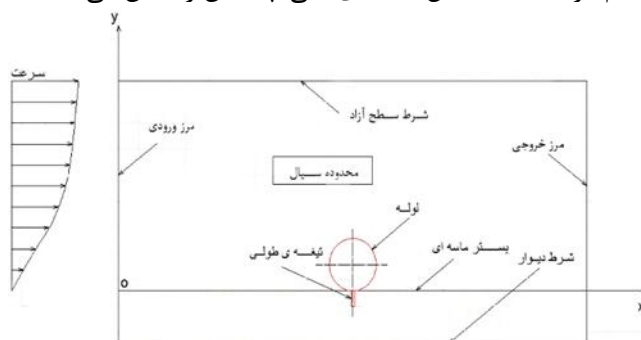 y
سرعت
شرط سطح آزاد
مرز ورودی
مرز خروجی
محدوده سیال
لوله
بستر ماسه ای
تیغه ی طولی
شرط دیوار
o
x